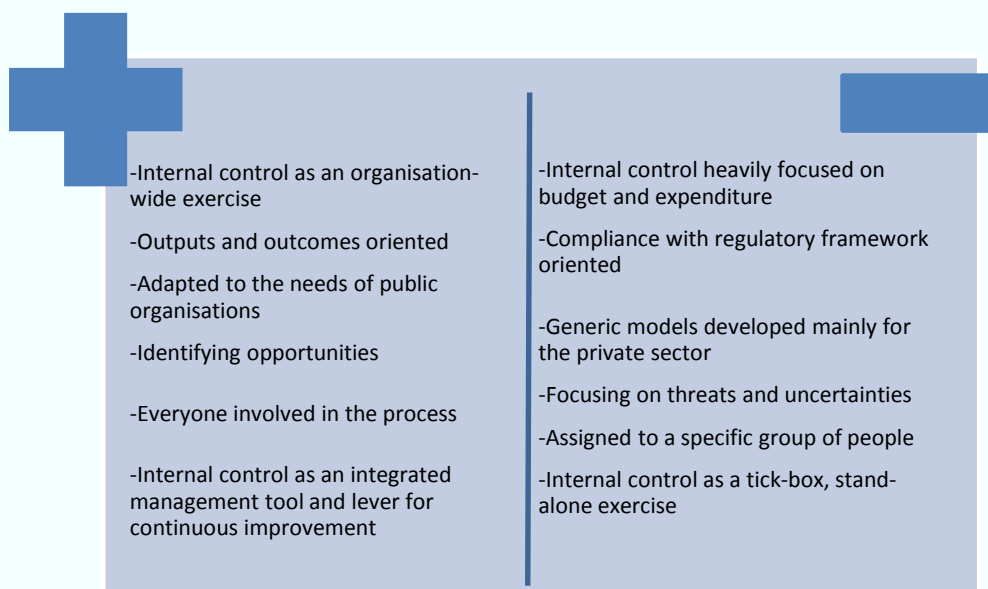 -Internal control as an organisation-
wide exercise
-Outputs and outcomes oriented
-Adapted to the needs of public
organisations
-Identifying opportunities
-Everyone involved in the process
-Internal control as an integrated
management tool and lever for
continuous improvement
-Internal control heavily focused on
budget and expenditure
-Compliance with regulatory framework
oriented
-Generic models developed mainly for
the private sector
-Focusing on threats and uncertainties
-Assigned to a specific group of people
-Internal control as a tick-box, stand-
alone exercise